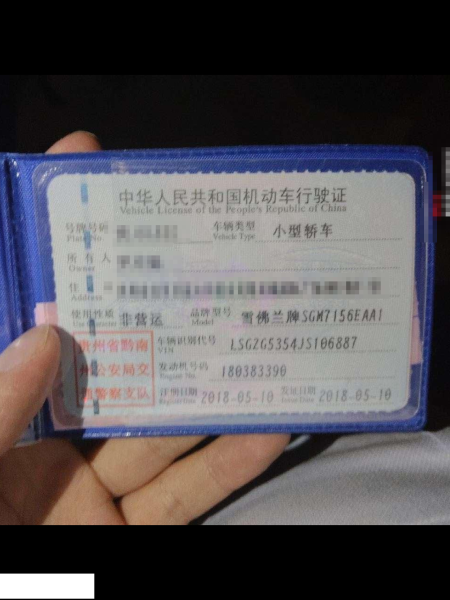 中华人民共和国机动车行驶证
Vehicle License of the People's Republic of China
号牌号码 车辆类型 小型轿车
Plate No. Vehicle Type
所有人
Owner
住
Address
使用性质 非营运 品牌型号 雪佛兰牌SGM7156EAA1
Use Character Model
贵州省黔南 车辆识别代号 LSGZG5354JS106887
VIN
州公安局交 发动机号码 180383390
Engine No.
通警察支队 注册日期 2018-05-10 发证日期 2018-05-10
Register Date Issue Date